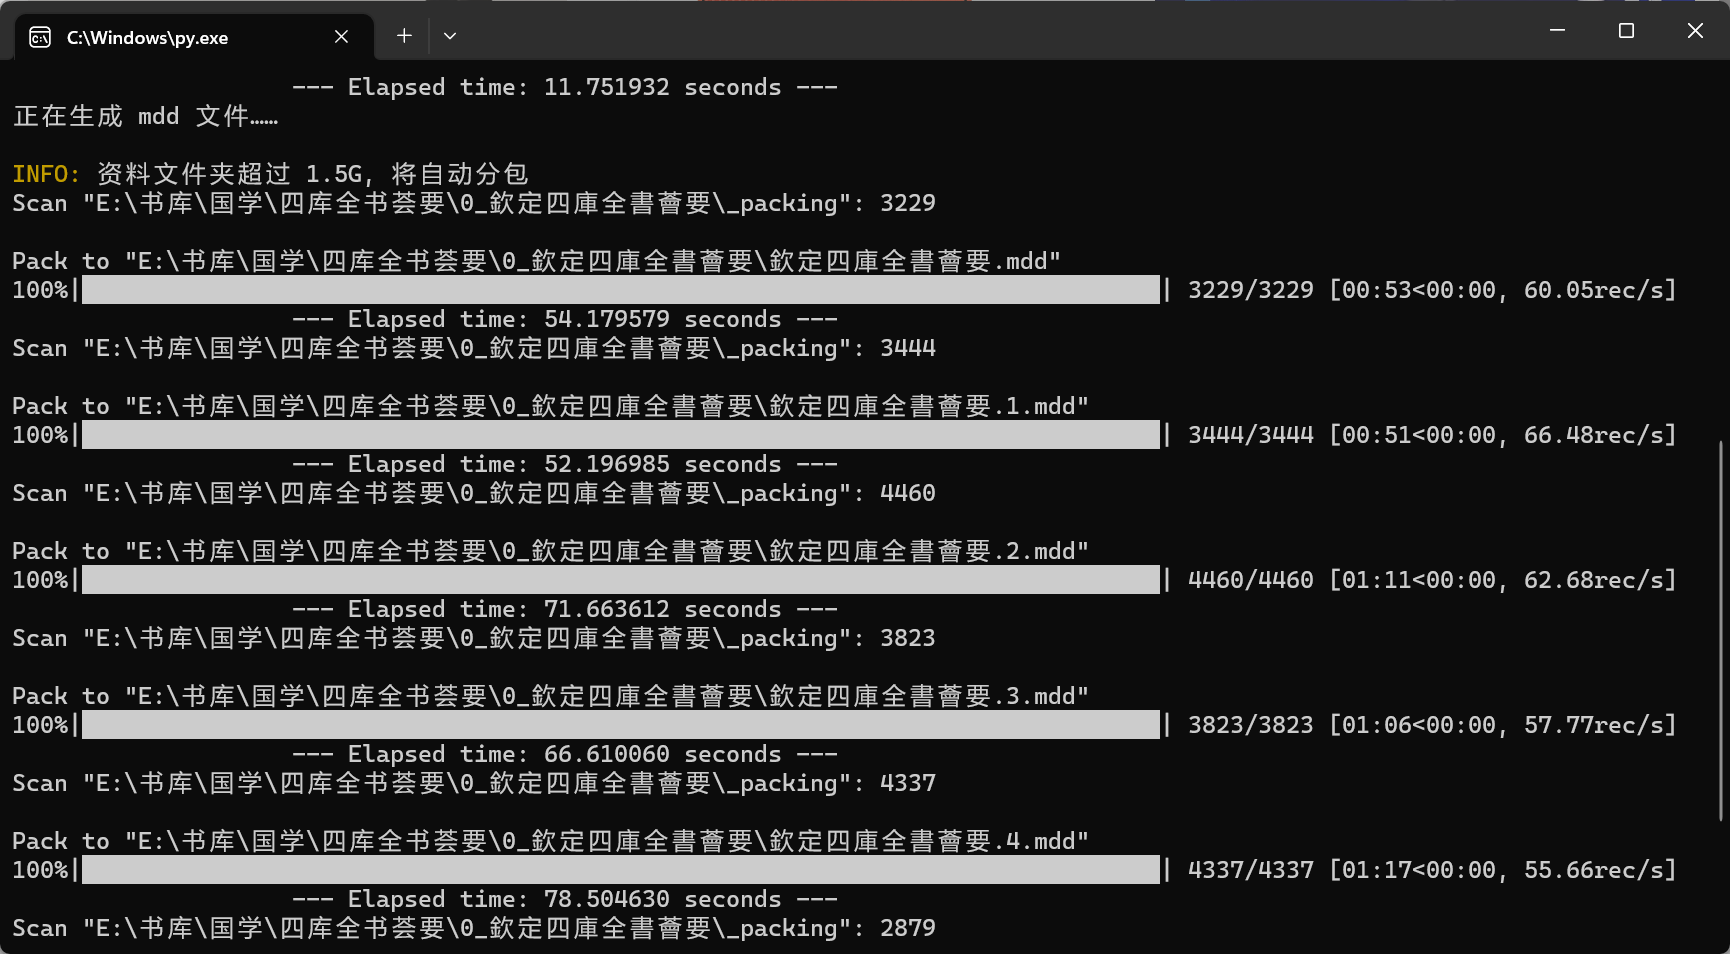 C:\Windows\py.exe
--- Elapsed time: 11.751932 seconds ---
正在生成 mdd 文件……
INFO: 资料文件夹超过 1.5G, 将自动分包
Scan "E:\书库\国学\四库全书荟要\0_欽定四庫全書薈要\_packing": 3229
Pack to "E:\书库\国学\四库全书荟要\0_欽定四庫全書薈要\欽定四庫全書薈要.mdd"
100%| | 3229/3229 [00:53<00:00, 60.05rec/s]
--- Elapsed time: 54.179579 seconds ---
Scan "E:\书库\国学\四库全书荟要\0_欽定四庫全書薈要\_packing": 3444
Pack to "E:\书库\国学\四库全书荟要\0_欽定四庫全書薈要\欽定四庫全書薈要.1.mdd"
100%| | 3444/3444 [00:51<00:00, 66.48rec/s]
--- Elapsed time: 52.196985 seconds ---
Scan "E:\书库\国学\四库全书荟要\0_欽定四庫全書薈要\_packing": 4460
Pack to "E:\书库\国学\四库全书荟要\0_欽定四庫全書薈要\欽定四庫全書薈要.2.mdd"
100%| | 4460/4460 [01:11<00:00, 62.68rec/s]
--- Elapsed time: 71.663612 seconds ---
Scan "E:\书库\国学\四库全书荟要\0_欽定四庫全書薈要\_packing": 3823
Pack to "E:\书库\国学\四库全书荟要\0_欽定四庫全書薈要\欽定四庫全書薈要.3.mdd"
100%| | 3823/3823 [01:06<00:00, 57.77rec/s]
--- Elapsed time: 66.610060 seconds ---
Scan "E:\书库\国学\四库全书荟要\0_欽定四庫全書薈要\_packing": 4337
Pack to "E:\书库\国学\四库全书荟要\0_欽定四庫全書薈要\欽定四庫全書薈要.4.mdd"
100%| | 4337/4337 [01:17<00:00, 55.66rec/s]
--- Elapsed time: 78.504630 seconds ---
Scan "E:\书库\国学\四库全书荟要\0_欽定四庫全書薈要\_packing": 2879